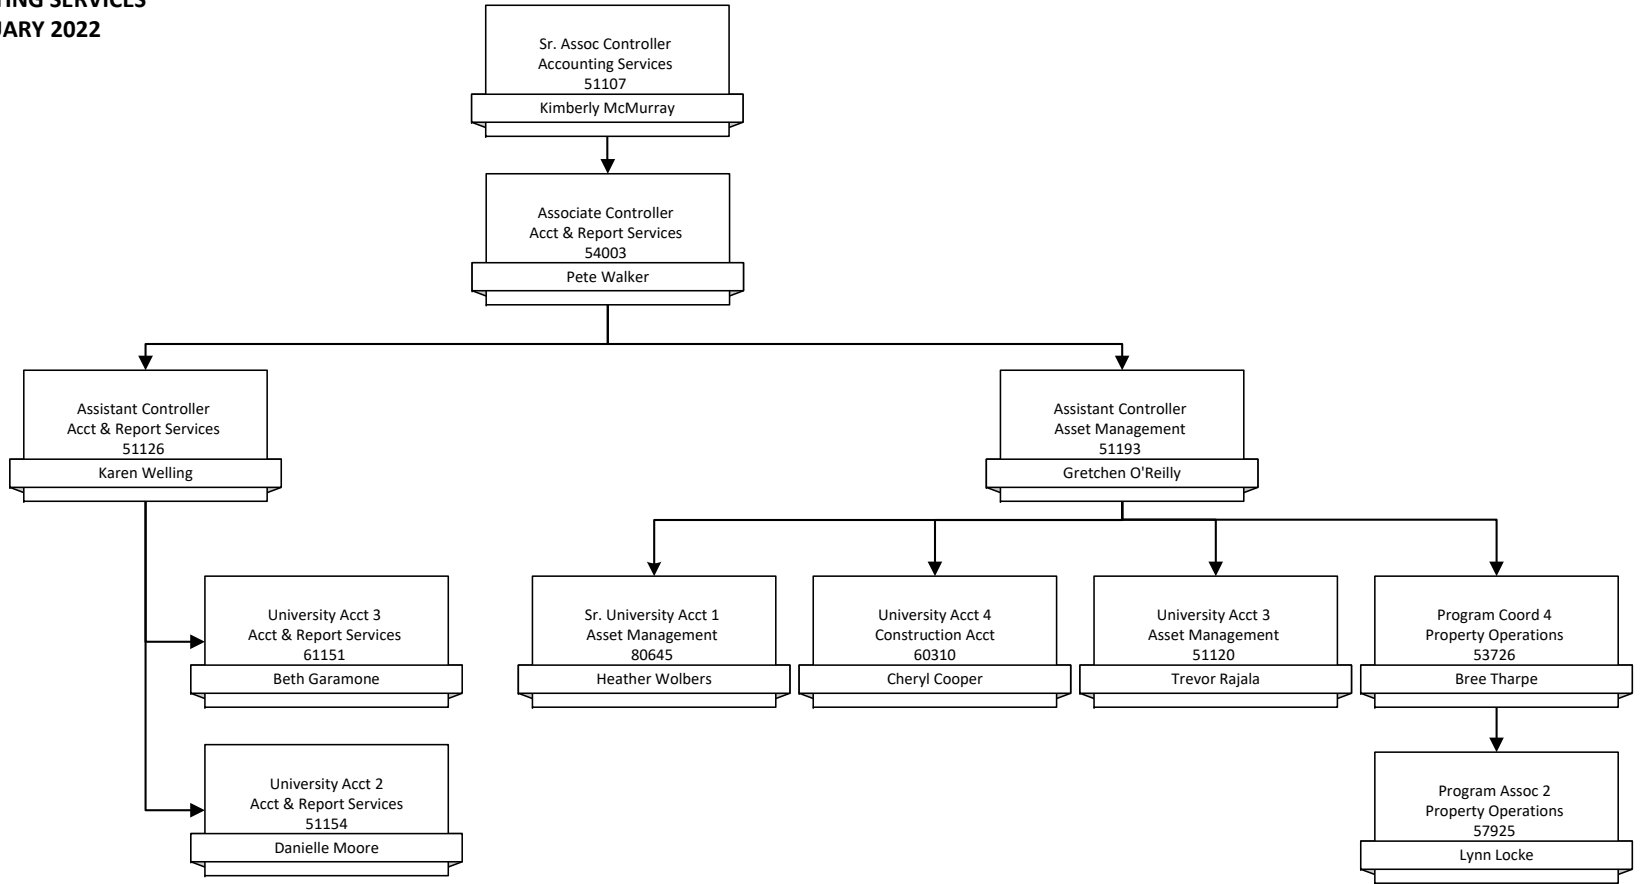 2022
Sr. Assoc Controller
Accounting Services
51107
Kimberly McMurray
Associate Controller
Acct & Report Services
54003
Pete Walker
Assistant Controller
Acct & Report Services
51126
Karen Welling
Assistant Controller
Asset Management
51193
Gretchen O'Reilly
University Acct 3
Acct & Report Services
61151
Beth Garamone
Sr. University Acct 1
Asset Management
80645
Heather Wolbers
University Acct 4
Construction Acct
60310
Cheryl Cooper
University Acct 3
Asset Management
51120
Trevor Rajala
Program Coord 4
Property Operations
53726
Bree Tharpe
University Acct 2
Acct & Report Services
51154
Danielle Moore
Program Assoc 2
Property Operations
57925
Lynn Locke